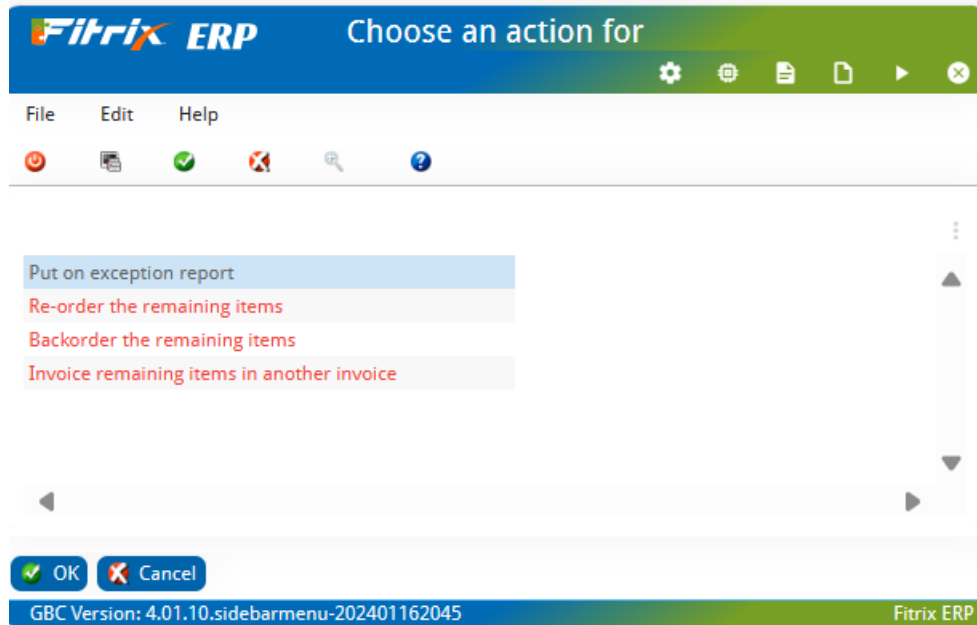 Fitrix ERP Choose an action for
File Edit Help
Put on exception report
Re-order the remaining items
Backorder the remaining items
Invoice remaining items in another invoice
OK Cancel
GBC Version: 4.01.10.sidebarmenu-202401162045 Fitrix ERP